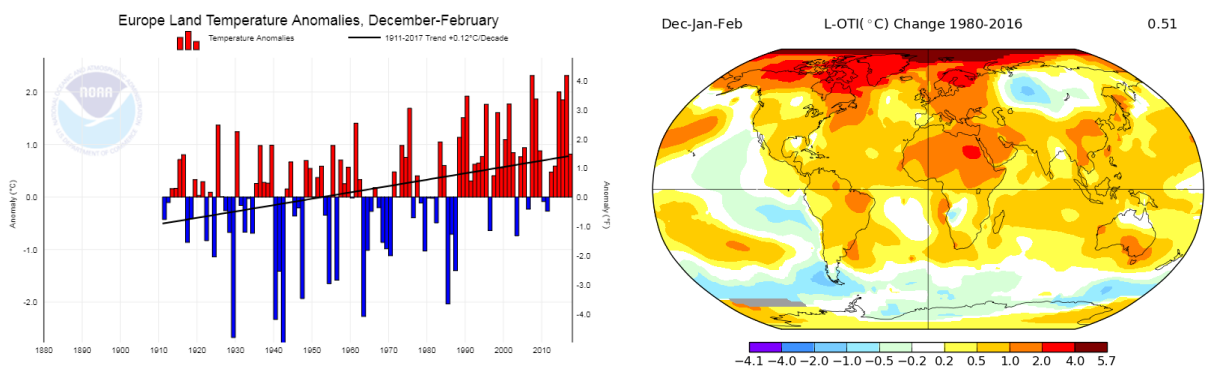 Europe Land Temperature Anomalies, December-February
Temperature Anomalies
1911-2017 Trend +0.12°C/Decade
Anomaly (°C)
2.0
1.0
0.0
-1.0
-2.0
NOAA
4.0
3.0
2.0
1.0
0.0
-1.0
-2.0
-3.0
-4.0
Anomaly (°F)
1880 1890 1900 1910 1920 1930 1940 1950 1960 1970 1980 1990 2000 2010
Dec-Jan-Feb L-OTI(°C) Change 1980-2016 0.51
−4.1 −4.0 −2.0 −1.0 −0.5 −0.2 0.2 0.5 1.0 2.0 4.0 5.7